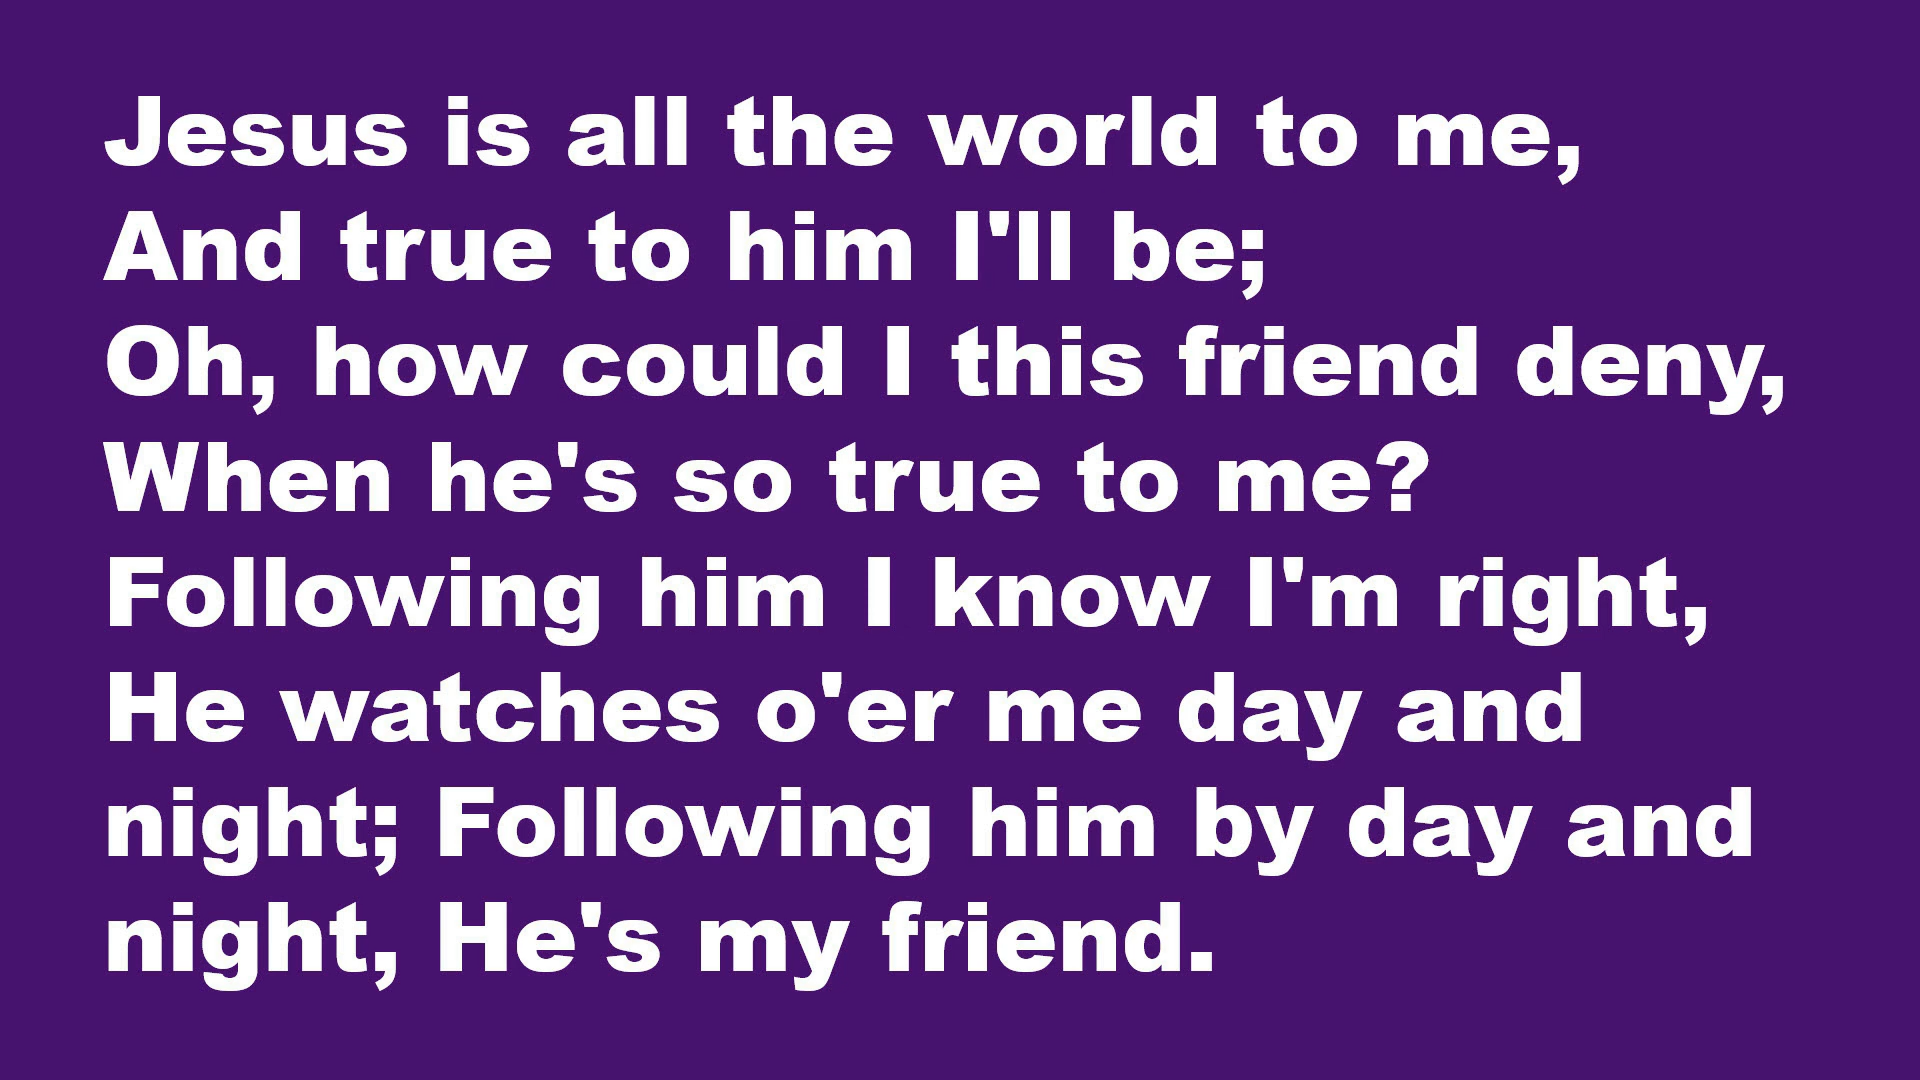 Jesus is all the world to me,
And true to him I'll be;
Oh, how could I this friend deny,
When he's so true to me?
Following him I know I'm right,
He watches o'er me day and
night; Following him by day and
night, He's my friend.